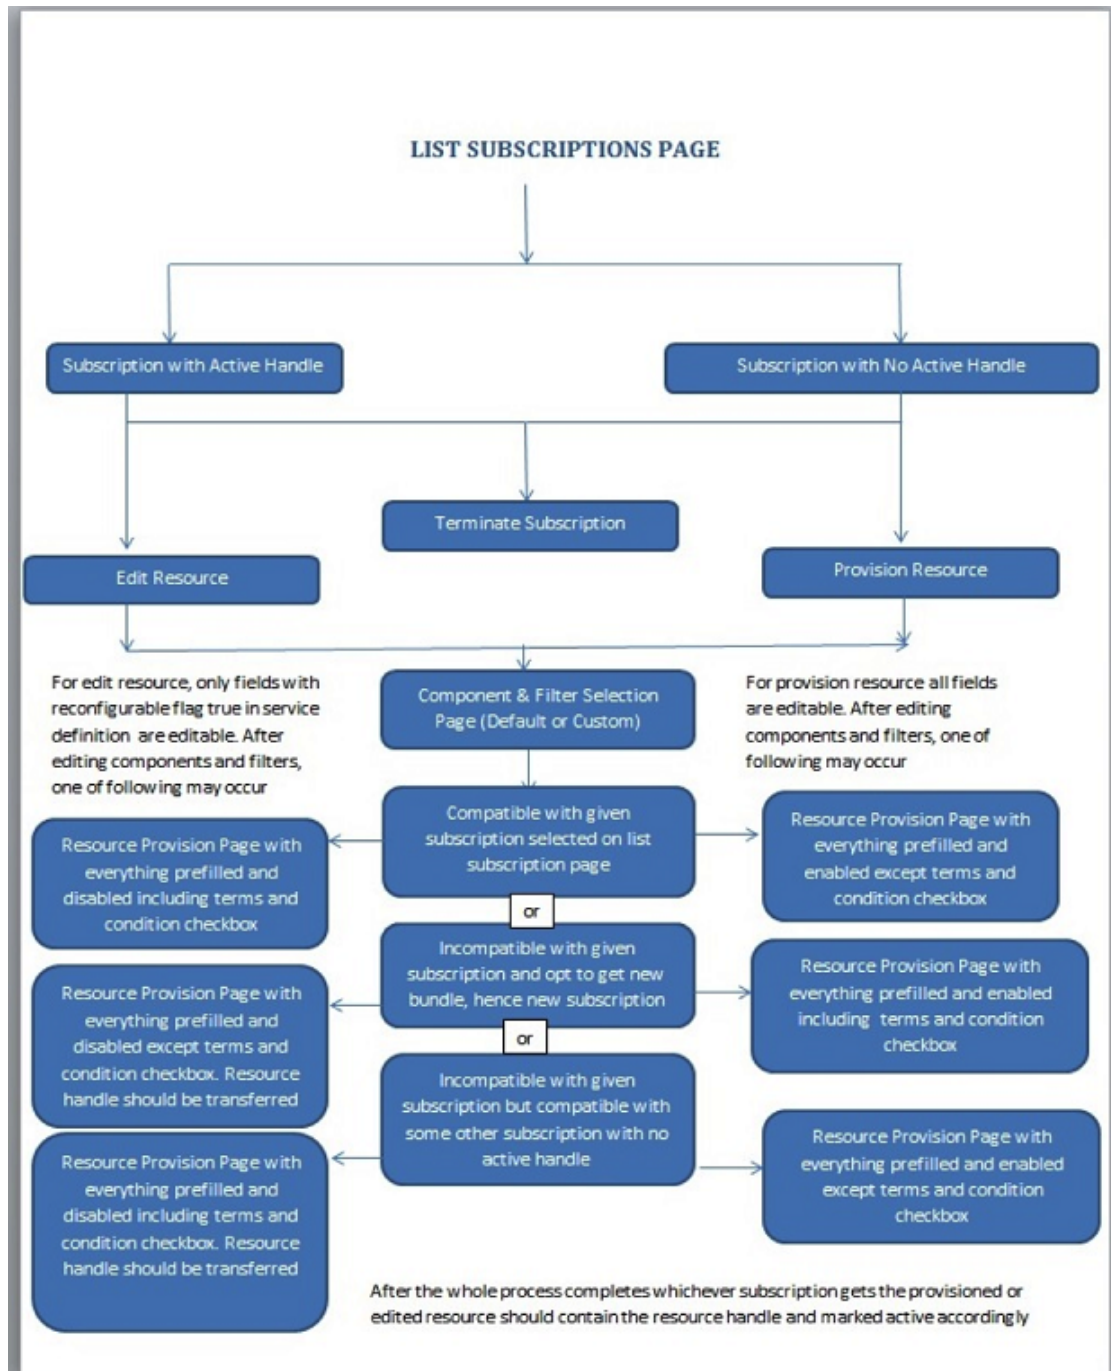 LIST SUBSCRIPTIONS PAGE
Subscription with Active Handle
Subscription with No Active Handle
Terminate Subscription
Edit Resource
Provision Resource
For edit resource, only fields with
reconfigurable flag true in service
definition are editable. After
editing components and filters,
one of following may occur
Component & Filter Selection
Page (Default or Custom)
For provision resource all fields
are editable. After editing
components and filters, one of
following may occur
Resource Provision Page with
everything prefilled and
disabled including terms and
condition checkbox
Compatible with given
subscription selected on list
subscription page
Resource Provision Page with
everything prefilled and
enabled except terms and
condition checkbox
or
Resource Provision Page with
everything prefilled and
disabled except terms and
condition checkbox. Resource
handle should be transferred
Incompatible with given
subscription and opt to get new
bundle, hence new subscription
Resource Provision Page with
everything prefilled and enabled
including terms and condition
checkbox
or
Resource Provision Page with
everything prefilled and
disabled including terms and
condition checkbox. Resource
handle should be transferred
Incompatible with given
subscription but compatible with
some other subscription with no
active handle
Resource Provision Page with
everything prefilled and enabled
except terms and condition
checkbox
After the whole process completes whichever subscription gets the provisioned or
edited resource should contain the resource handle and marked active accordingly